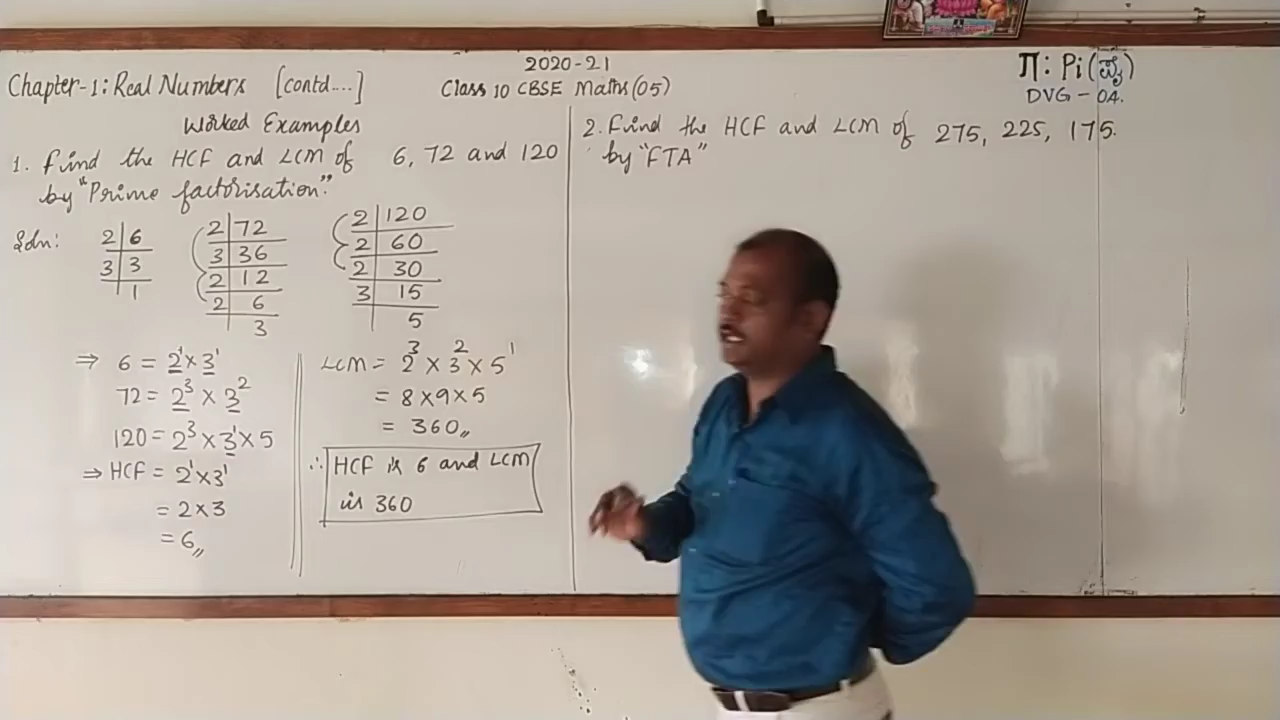 2020-21
Chapter-1: Real Numbers [contd....]
Class 10 CBSE Maths (05)
π: Pi (ಪೈ)
DVG - 04.
Worked Examples
1. Find the HCF and LCM of 6, 72 and 120
by "Prime factorisation".
Soln:
2 6
3 3
1
2 72
3 36
2 12
2 6
3
2 120
2 60
2 30
3 15
5
⇒ 6 = 2¹ × 3¹
72 = 2³ × 3²
120 = 2³ × 3¹ × 5
⇒ HCF = 2¹ × 3¹
= 2 × 3
= 6,,
LCM = 2³ × 3² × 5¹
= 8 × 9 × 5
= 360,,
∴ HCF is 6 and LCM
is 360
2. Find the HCF and LCM of 275, 225, 175.
by "FTA"